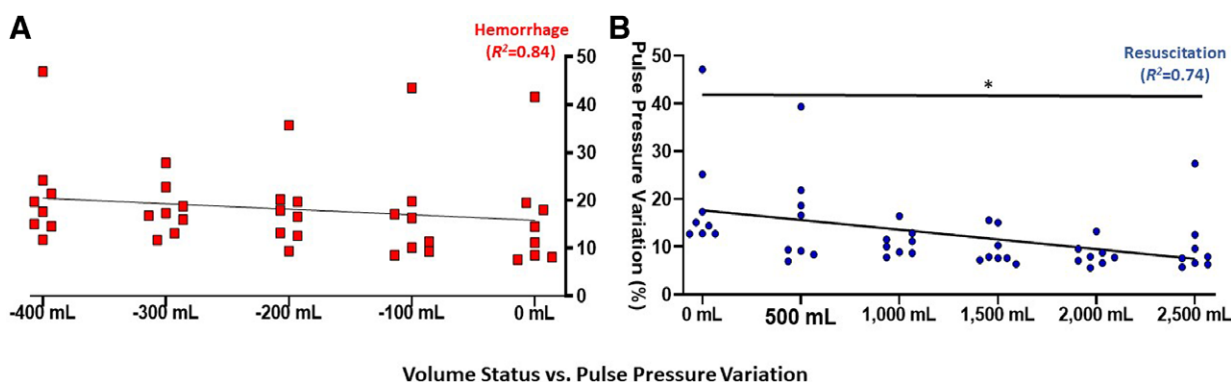 A
Hemorrhage
(R²=0.84)
50
40
30
20
10
0
-400 mL
-300 mL
-200 mL
-100 mL
0 mL
B
Pulse Pressure Variation (%)
Resuscitation
(R²=0.74)
*
50
40
30
20
10
0
0 mL
500 mL
1,000 mL
1,500 mL
2,000 mL
2,500 mL
Volume Status vs. Pulse Pressure Variation